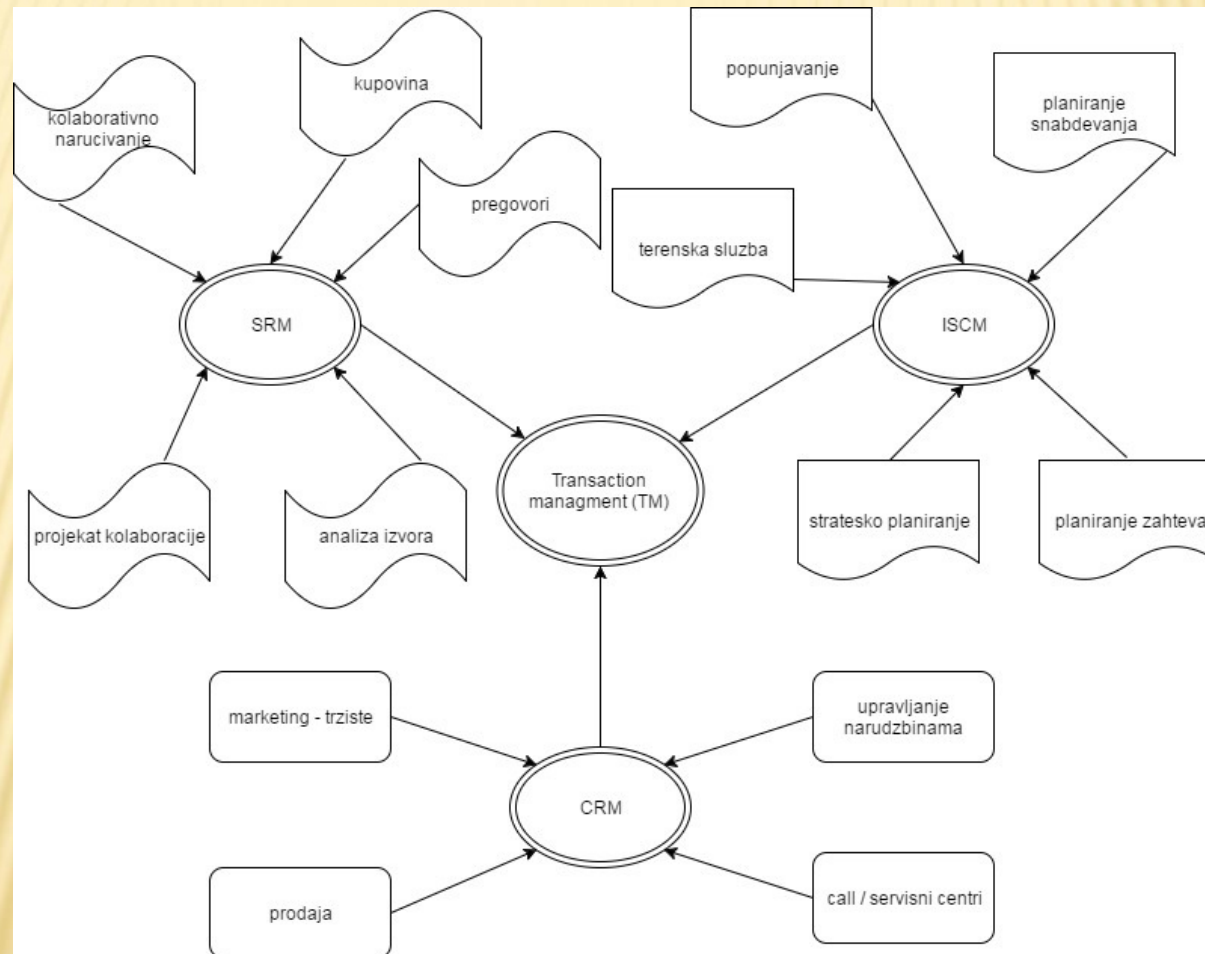 kolaborativno
narucivanje
kupovina
pregovori
popunjavanje
planiranje
snabdevanja
terenska sluzba
SRM
ISCM
Transaction
managment (TM)
projekat kolaboracije
analiza izvora
stratesko planiranje
planiranje zahteva
marketing - trziste
upravljanje
narudzbinama
CRM
prodaja
call / servisni centri